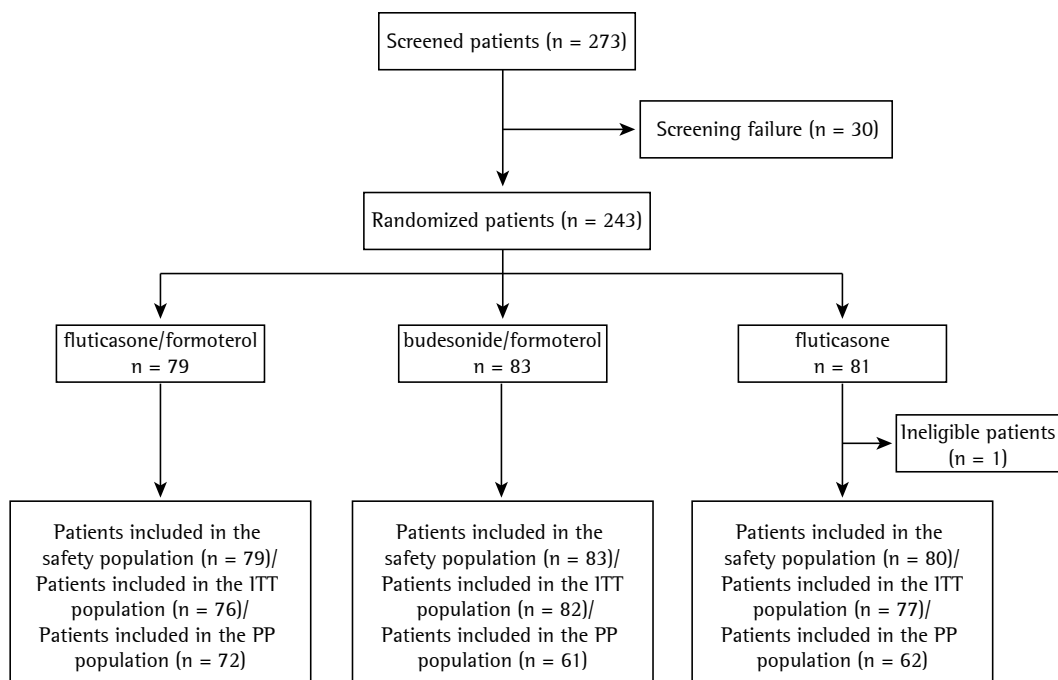 Screened patients (n = 273)
Screening failure (n = 30)
Randomized patients (n = 243)
fluticasone/formoterol
n = 79
budesonide/formoterol
n = 83
fluticasone
n = 81
Ineligible patients
(n = 1)
Patients included in the
safety population (n = 79)/
Patients included in the ITT
population (n = 76)/
Patients included in the PP
population (n = 72)
Patients included in the
safety population (n = 83)/
Patients included in the ITT
population (n = 82)/
Patients included in the PP
population (n = 61)
Patients included in the
safety population (n = 80)/
Patients included in the ITT
population (n = 77)/
Patients included in the PP
population (n = 62)